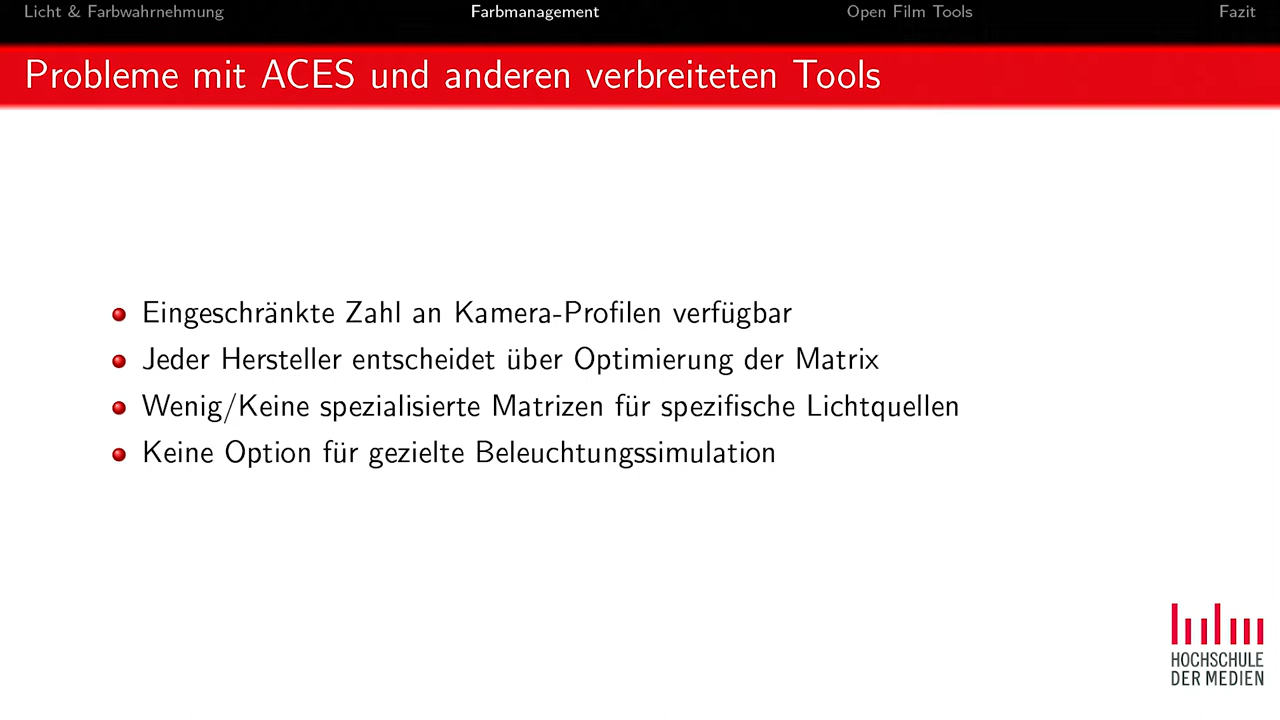 Licht & Farbwahrnehmung Farbmanagement Open Film Tools Fazit
Probleme mit ACES und anderen verbreiteten Tools
Eingeschränkte Zahl an Kamera-Profilen verfügbar
Jeder Hersteller entscheidet über Optimierung der Matrix
Wenig/Keine spezialisierte Matrizen für spezifische Lichtquellen
Keine Option für gezielte Beleuchtungssimulation
HOCHSCHULE
DER MEDIEN